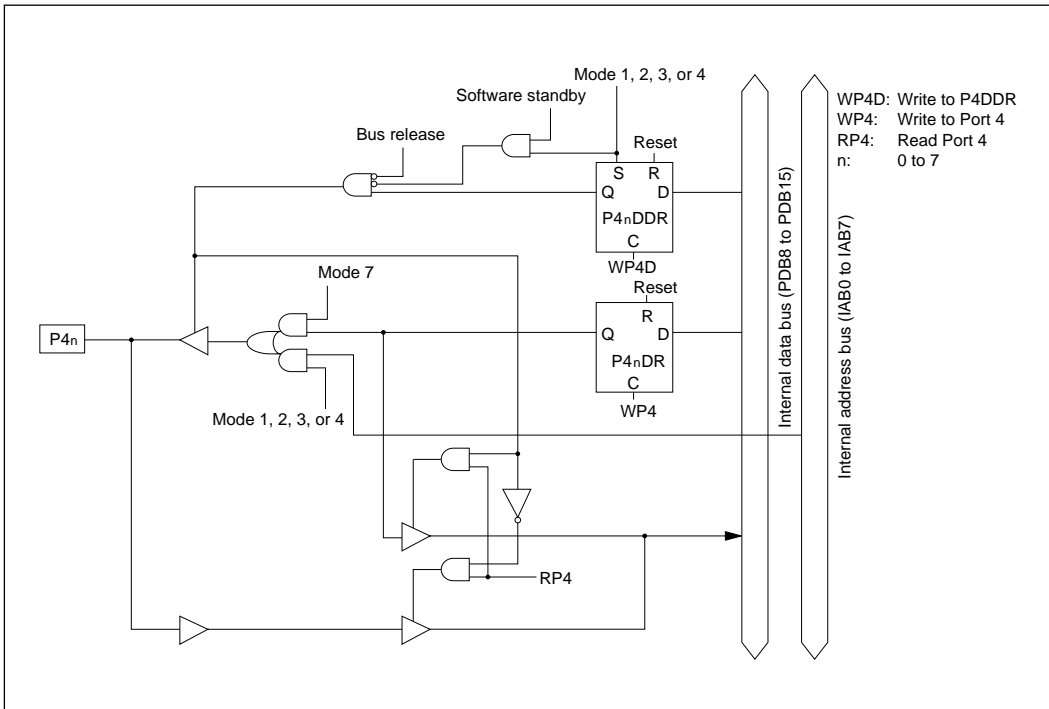 Mode 1, 2, 3, or 4
Software standby
Bus release
Reset
S R
Q D
P4nDDR
C
WP4D
Mode 7
Reset
R
Q D
P4nDR
C
WP4
P4n
Mode 1, 2, 3, or 4
RP4
Internal data bus (PDB8 to PDB15)
Internal address bus (IAB0 to IAB7)
WP4D: Write to P4DDR
WP4: Write to Port 4
RP4: Read Port 4
n: 0 to 7